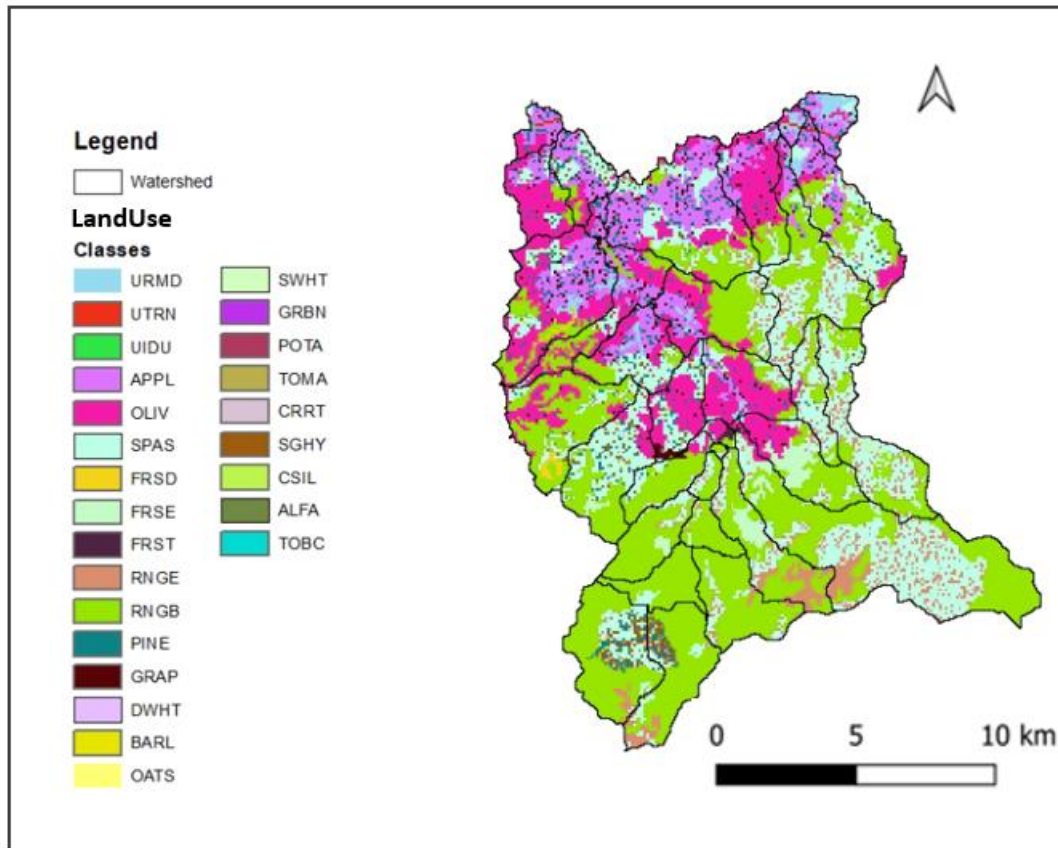 Legend
Watershed
LandUse
Classes
URMD
UTRN
UIDU
APPL
OLIV
SPAS
FRSD
FRSE
FRST
RNGE
RNGB
PINE
GRAP
DWHT
BARL
OATS
SWHT
GRBN
POTA
TOMA
CRRT
SGHY
CSIL
ALFA
TOBC
0 5 10 km